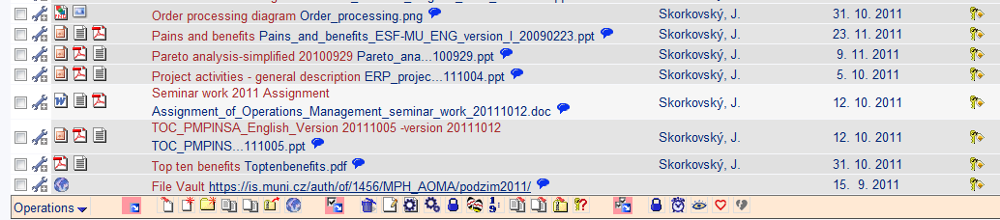 Order processing diagram Order_processing.png Skorkovský, J. 31. 10. 2011
Pains and benefits Pains_and_benefits_ESF-MU_ENG_version_I_20090223.ppt Skorkovský, J. 23. 11. 2011
Pareto analysis-simplified 20100929 Pareto_ana...100929.ppt Skorkovský, J. 9. 11. 2011
Project activities - general description ERP_projec...111004.ppt Skorkovský, J. 5. 10. 2011
Seminar work 2011 Assignment
Assignment_of_Operations_Management_seminar_work_20111012.doc Skorkovský, J. 12. 10. 2011
TOC_PMPINSA_English_Version 20111005 -version 20111012
TOC_PMPINS...111005.ppt Skorkovský, J. 12. 10. 2011
Top ten benefits Toptenbenefits.pdf Skorkovský, J. 31. 10. 2011
File Vault https://is.muni.cz/auth/of/1456/MPH_AOMA/podzim2011/ 15. 9. 2011
Operations